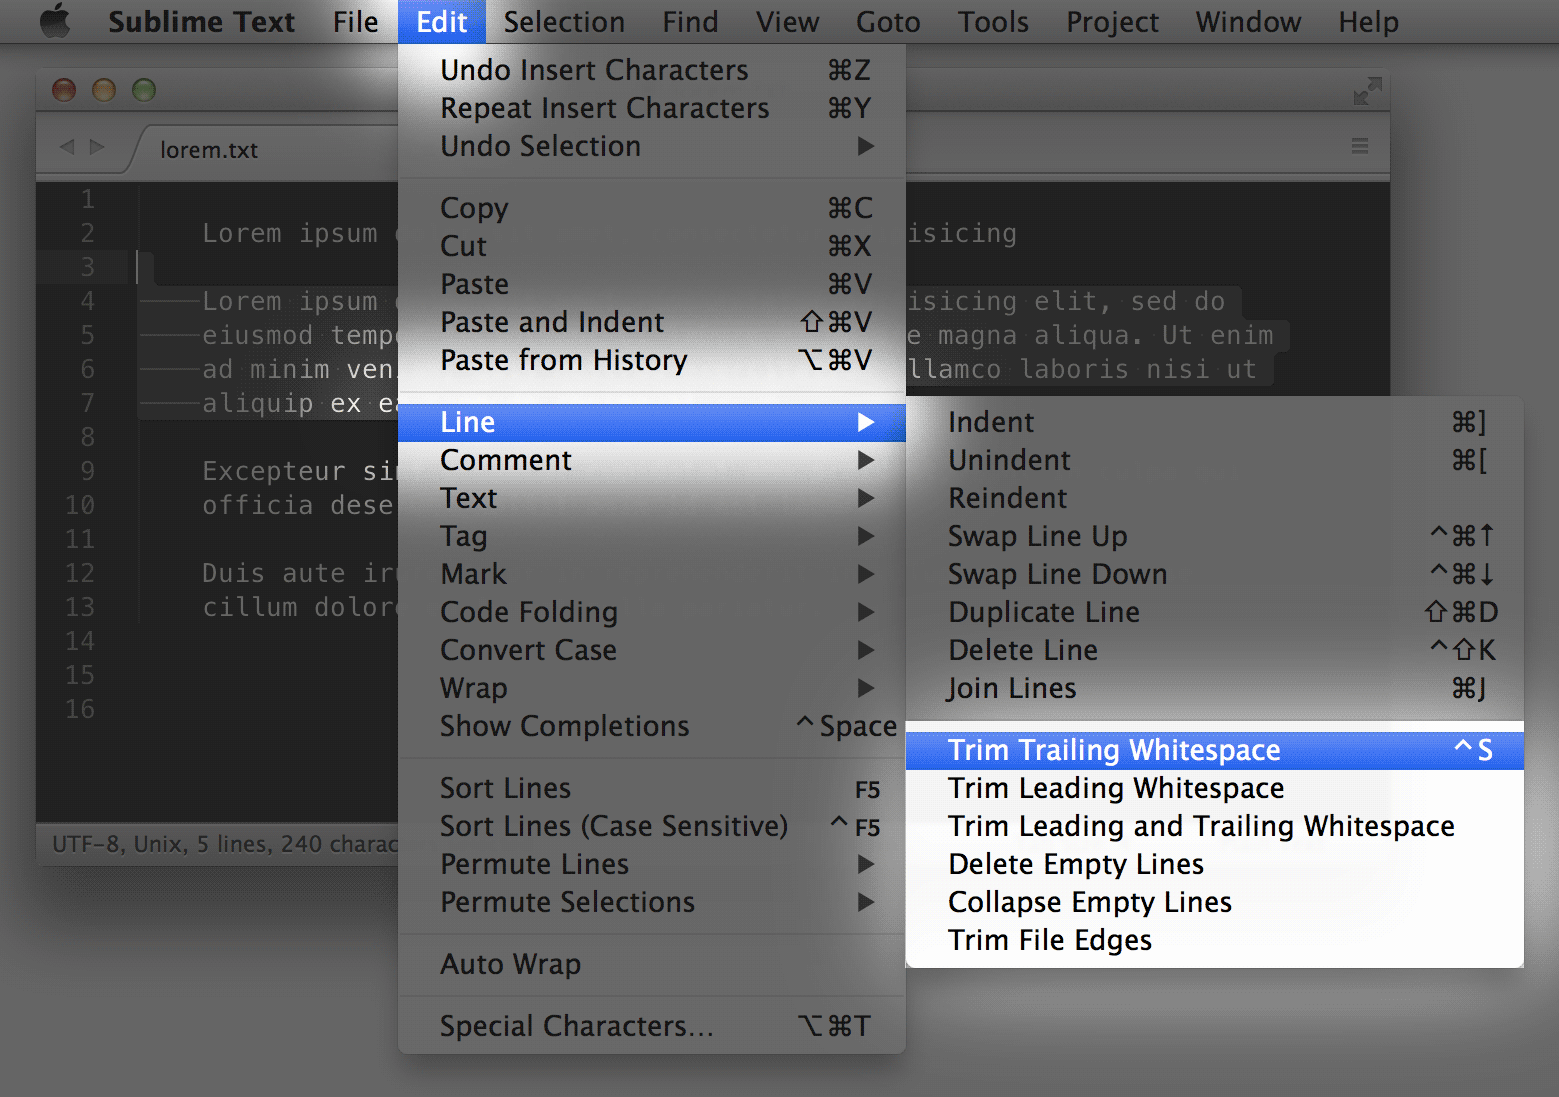 Sublime Text File Edit Selection Find View Goto Tools Project Window Help
lorem.txt
1
2 Lorem ipsum
isicing
3
4 Lorem ipsum
isicing elit, sed do
5 eiusmod temp
e magna aliqua. Ut enim
6 ad minim ven
llamco laboris nisi ut
7 aliquip ex ea
8
9 Excepteur sin
10 officia dese
11
12 Duis aute iru
13 cillum dolor
14
15
16
UTF-8, Unix, 5 lines, 240 charac
Undo Insert Characters ⌘Z
Repeat Insert Characters ⌘Y
Undo Selection ▶
Copy ⌘C
Cut ⌘X
Paste ⌘V
Paste and Indent ⇧⌘V
Paste from History ⌥⌘V
Line ▶
Comment ▶
Text ▶
Tag ▶
Mark ▶
Code Folding ▶
Convert Case ▶
Wrap ▶
Show Completions ^Space
Sort Lines F5
Sort Lines (Case Sensitive) ^F5
Permute Lines ▶
Permute Selections ▶
Auto Wrap
Special Characters... ⌥⌘T
Indent ⌘]
Unindent ⌘[
Reindent
Swap Line Up ^⌘↑
Swap Line Down ^⌘↓
Duplicate Line ⇧⌘D
Delete Line ^⇧K
Join Lines ⌘J
Trim Trailing Whitespace ^S
Trim Leading Whitespace
Trim Leading and Trailing Whitespace
Delete Empty Lines
Collapse Empty Lines
Trim File Edges